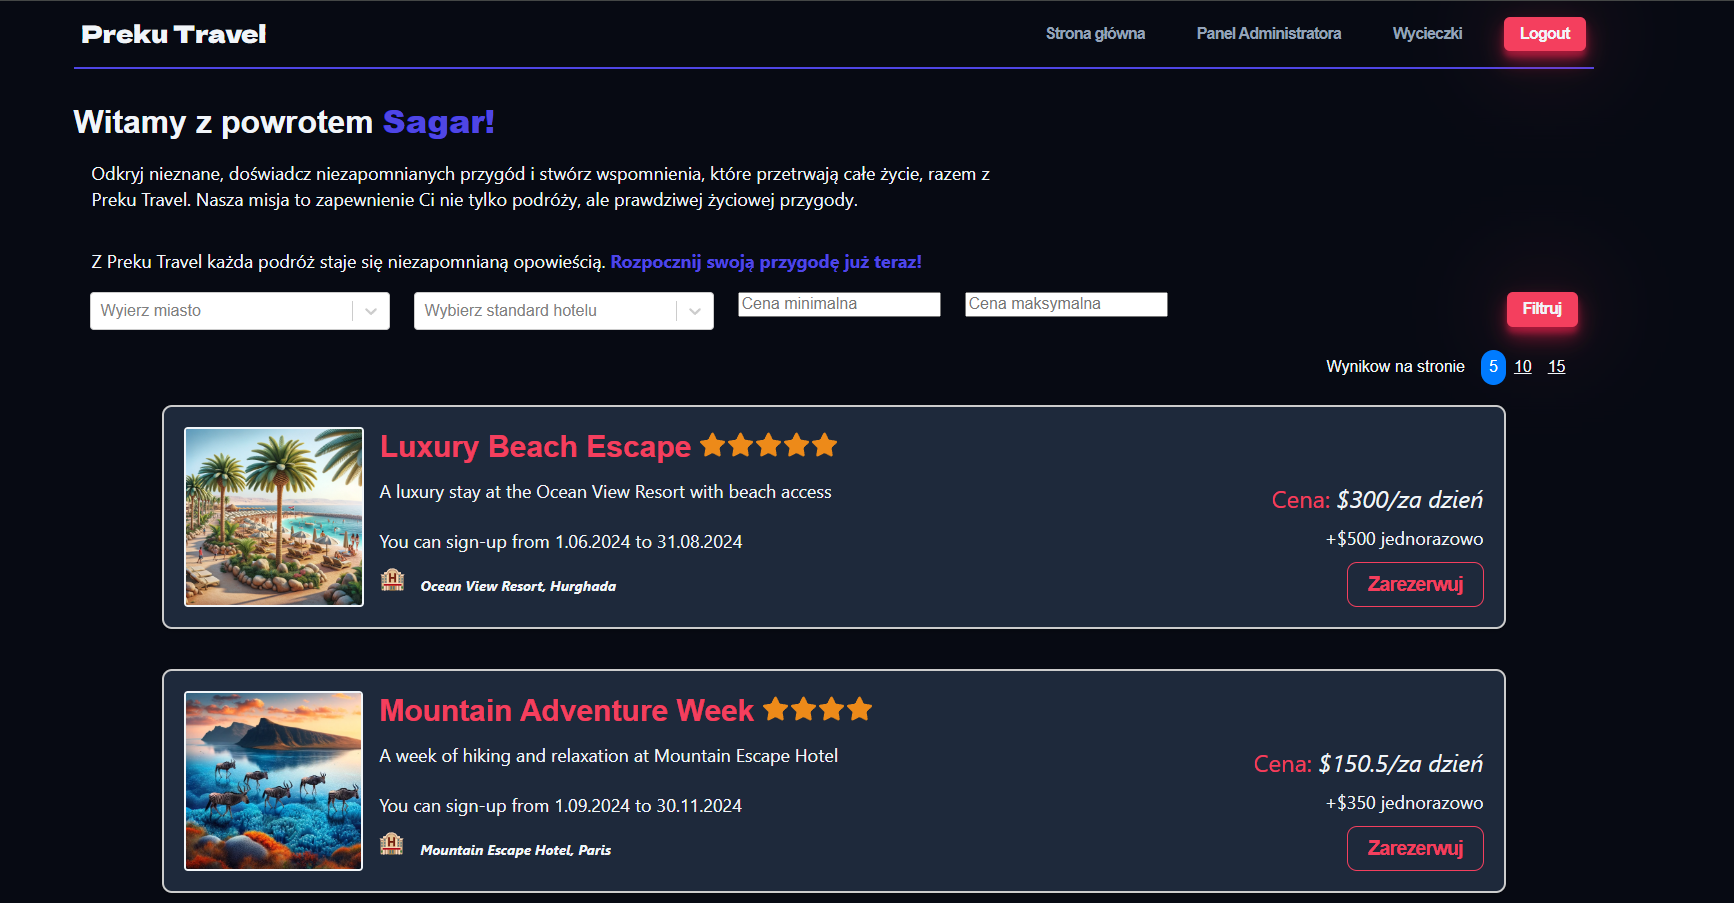 Preku Travel
Strona główna
Panel Administratora
Wycieczki
Logout
Witamy z powrotem Sagar!
Odkryj nieznane, doświadcz niezapomnianych przygód i stwórz wspomnienia, które przetrwają całe życie, razem z
Preku Travel. Nasza misja to zapewnienie Ci nie tylko podróży, ale prawdziwej życiowej przygody.
Z Preku Travel każda podróż staje się niezapomnianą opowieścią. Rozpocznij swoją przygodę już teraz!
Wyierz miasto
Wybierz standard hotelu
Cena minimalna
Cena maksymalna
Filtruj
Wynikow na stronie 5 10 15
Luxury Beach Escape
A luxury stay at the Ocean View Resort with beach access
Cena: $300/za dzień
+$500 jednorazowo
You can sign-up from 1.06.2024 to 31.08.2024
H
Ocean View Resort, Hurghada
Zarezerwuj
Mountain Adventure Week
A week of hiking and relaxation at Mountain Escape Hotel
Cena: $150.5/za dzień
+$350 jednorazowo
You can sign-up from 1.09.2024 to 30.11.2024
H
Mountain Escape Hotel, Paris
Zarezerwuj